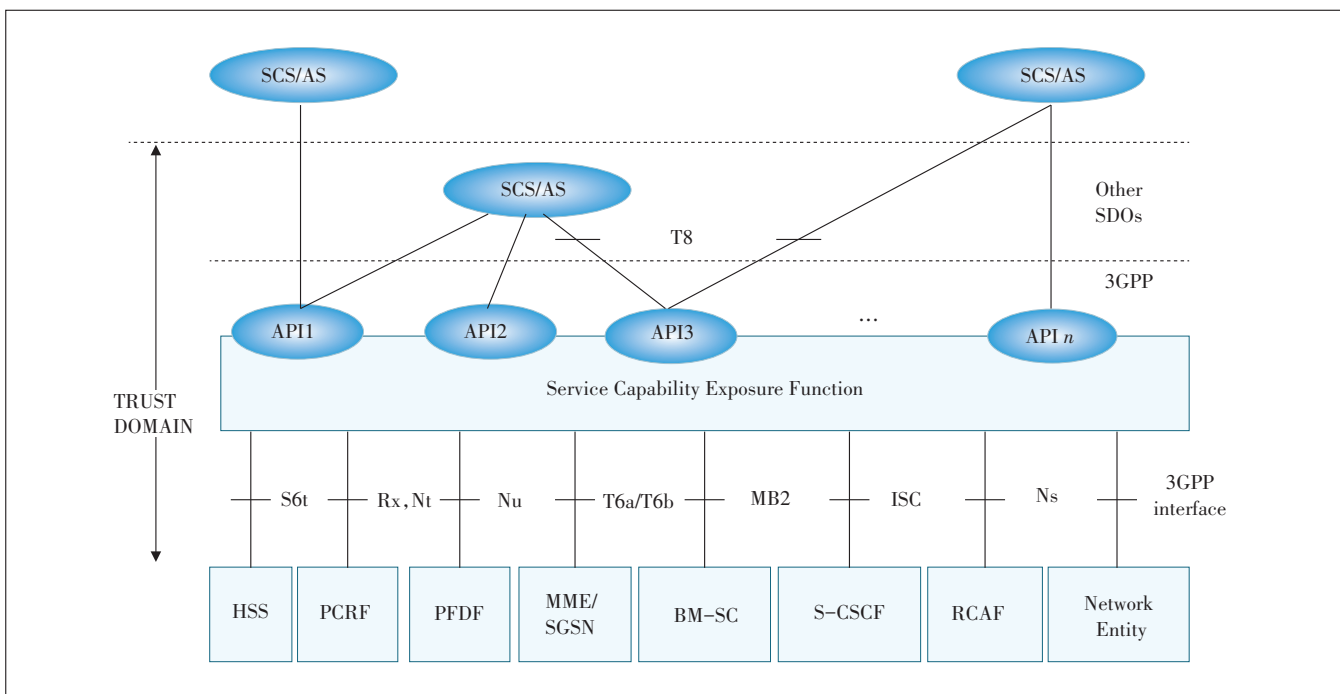 SCS/AS
SCS/AS
SCS/AS
Other
SDOs
T8
3GPP
API1
API2
API3
...
API n
Service Capability Exposure Function
TRUST
DOMAIN
S6t
Rx, Nt
Nu
T6a/T6b
MB2
ISC
Ns
3GPP
interface
HSS
PCRF
PFDF
MME/
SGSN
BM-SC
S-CSCF
RCAF
Network
Entity